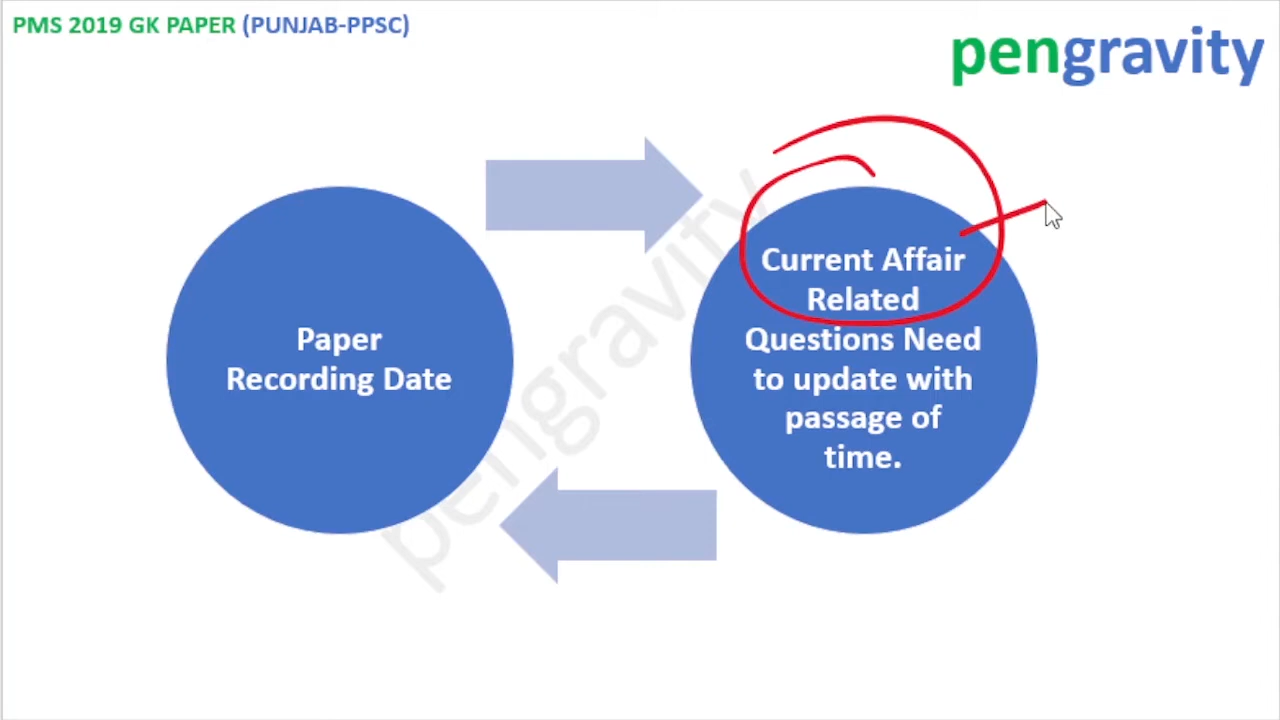 PMS 2019 GK PAPER (PUNJAB-PPSC)
pengravity
Paper
Recording Date
Current Affair
Related
Questions Need
to update with
passage of
time.
pengravity